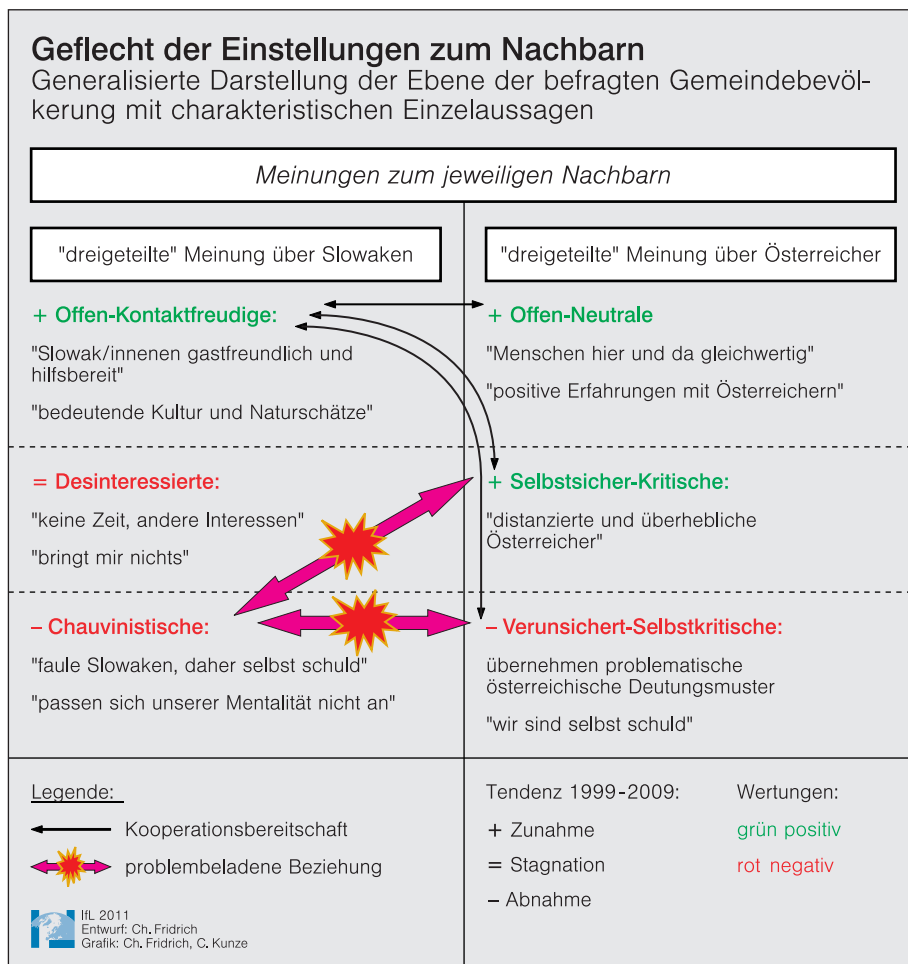 Geflecht der Einstellungen zum Nachbarn
Generalisierte Darstellung der Ebene der befragten Gemeindebevöl-
kerung mit charakteristischen Einzelaussagen
Meinungen zum jeweiligen Nachbarn
"dreigeteilte" Meinung über Slowaken
+ Offen-Kontaktfreudige:
"Slowak/innenen gastfreundlich und
hilfsbereit"
"bedeutende Kultur und Naturschätze"
= Desinteressierte:
"keine Zeit, andere Interessen"
"bringt mir nichts"
– Chauvinistische:
"faule Slowaken, daher selbst schuld"
"passen sich unserer Mentalität nicht an"
"dreigeteilte" Meinung über Österreicher
+ Offen-Neutrale
"Menschen hier und da gleichwertig"
"positive Erfahrungen mit Österreichern"
+ Selbstsicher-Kritische:
"distanzierte und überhebliche
Österreicher"
– Verunsichert-Selbstkritische:
übernehmen problematische
österreichische Deutungsmuster
"wir sind selbst schuld"
Legende:
Kooperationsbereitschaft
problembeladene Beziehung
IfL 2011
Entwurf: Ch. Fridrich
Grafik: Ch. Fridrich, C. Kunze
Tendenz 1999-2009:
+ Zunahme
= Stagnation
– Abnahme
Wertungen:
grün positiv
rot negativ